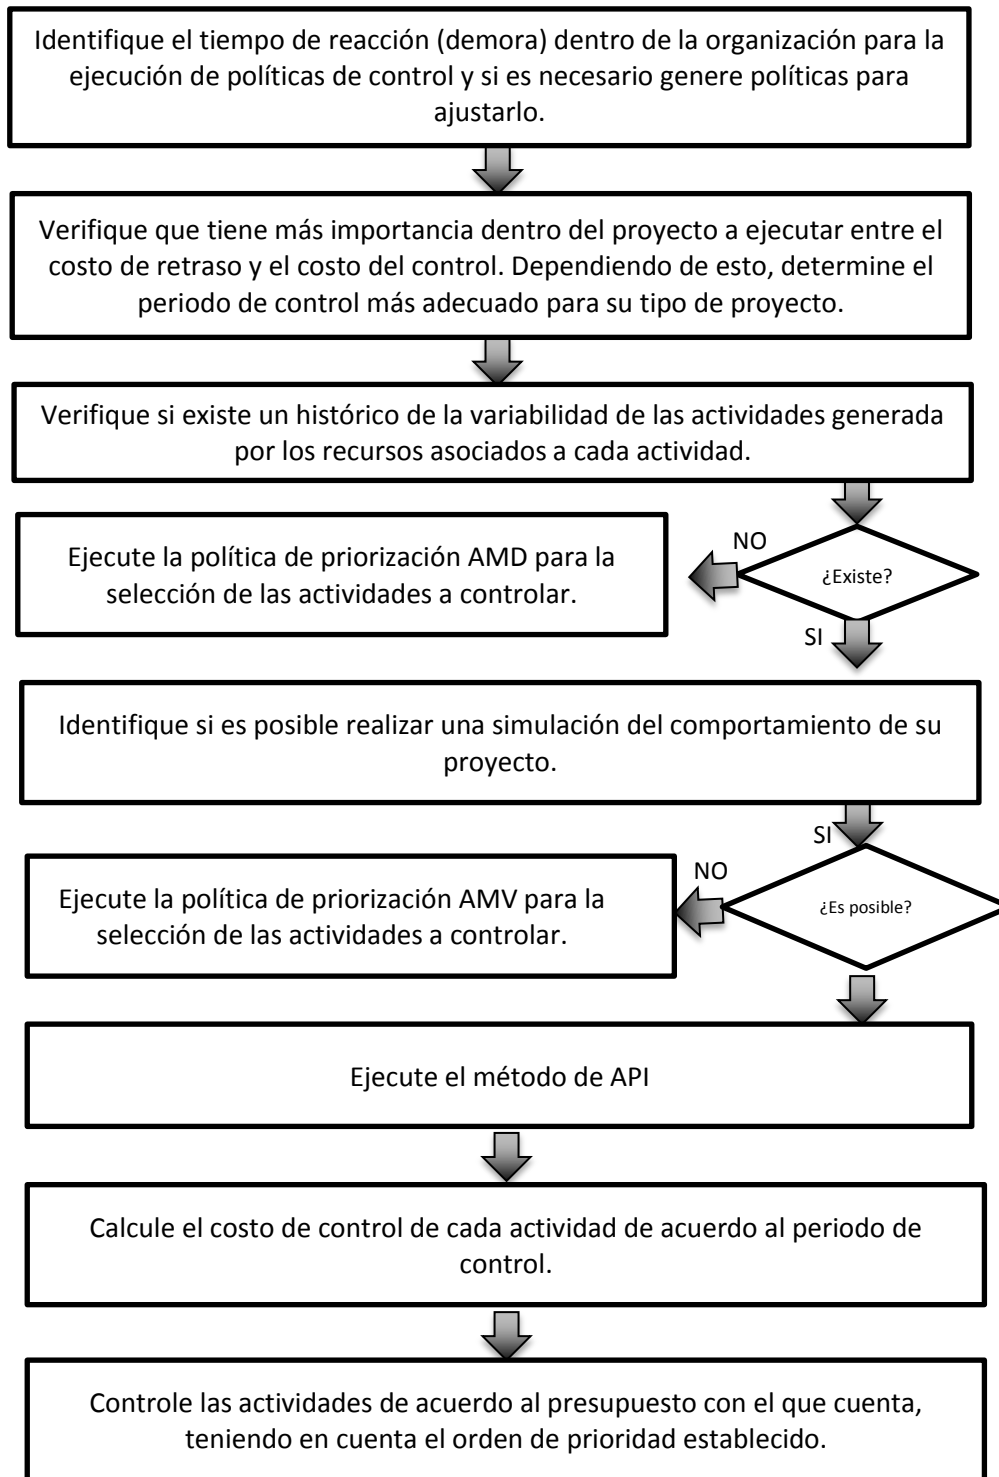 Identifique el tiempo de reacción (demora) dentro de la organización para la
ejecución de políticas de control y si es necesario genere políticas para
ajustarlo.
Verifique que tiene más importancia dentro del proyecto a ejecutar entre el
costo de retraso y el costo del control. Dependiendo de esto, determine el
periodo de control más adecuado para su tipo de proyecto.
Verifique si existe un histórico de la variabilidad de las actividades generada
por los recursos asociados a cada actividad.
NO
¿Existe?
Ejecute la política de priorización AMD para la
selección de las actividades a controlar.
SI
Identifique si es posible realizar una simulación del comportamiento de su
proyecto.
SI
NO
¿Es posible?
Ejecute la política de priorización AMV para la
selección de las actividades a controlar.
Ejecute el método de API
Calcule el costo de control de cada actividad de acuerdo al periodo de
control.
Controle las actividades de acuerdo al presupuesto con el que cuenta,
teniendo en cuenta el orden de prioridad establecido.